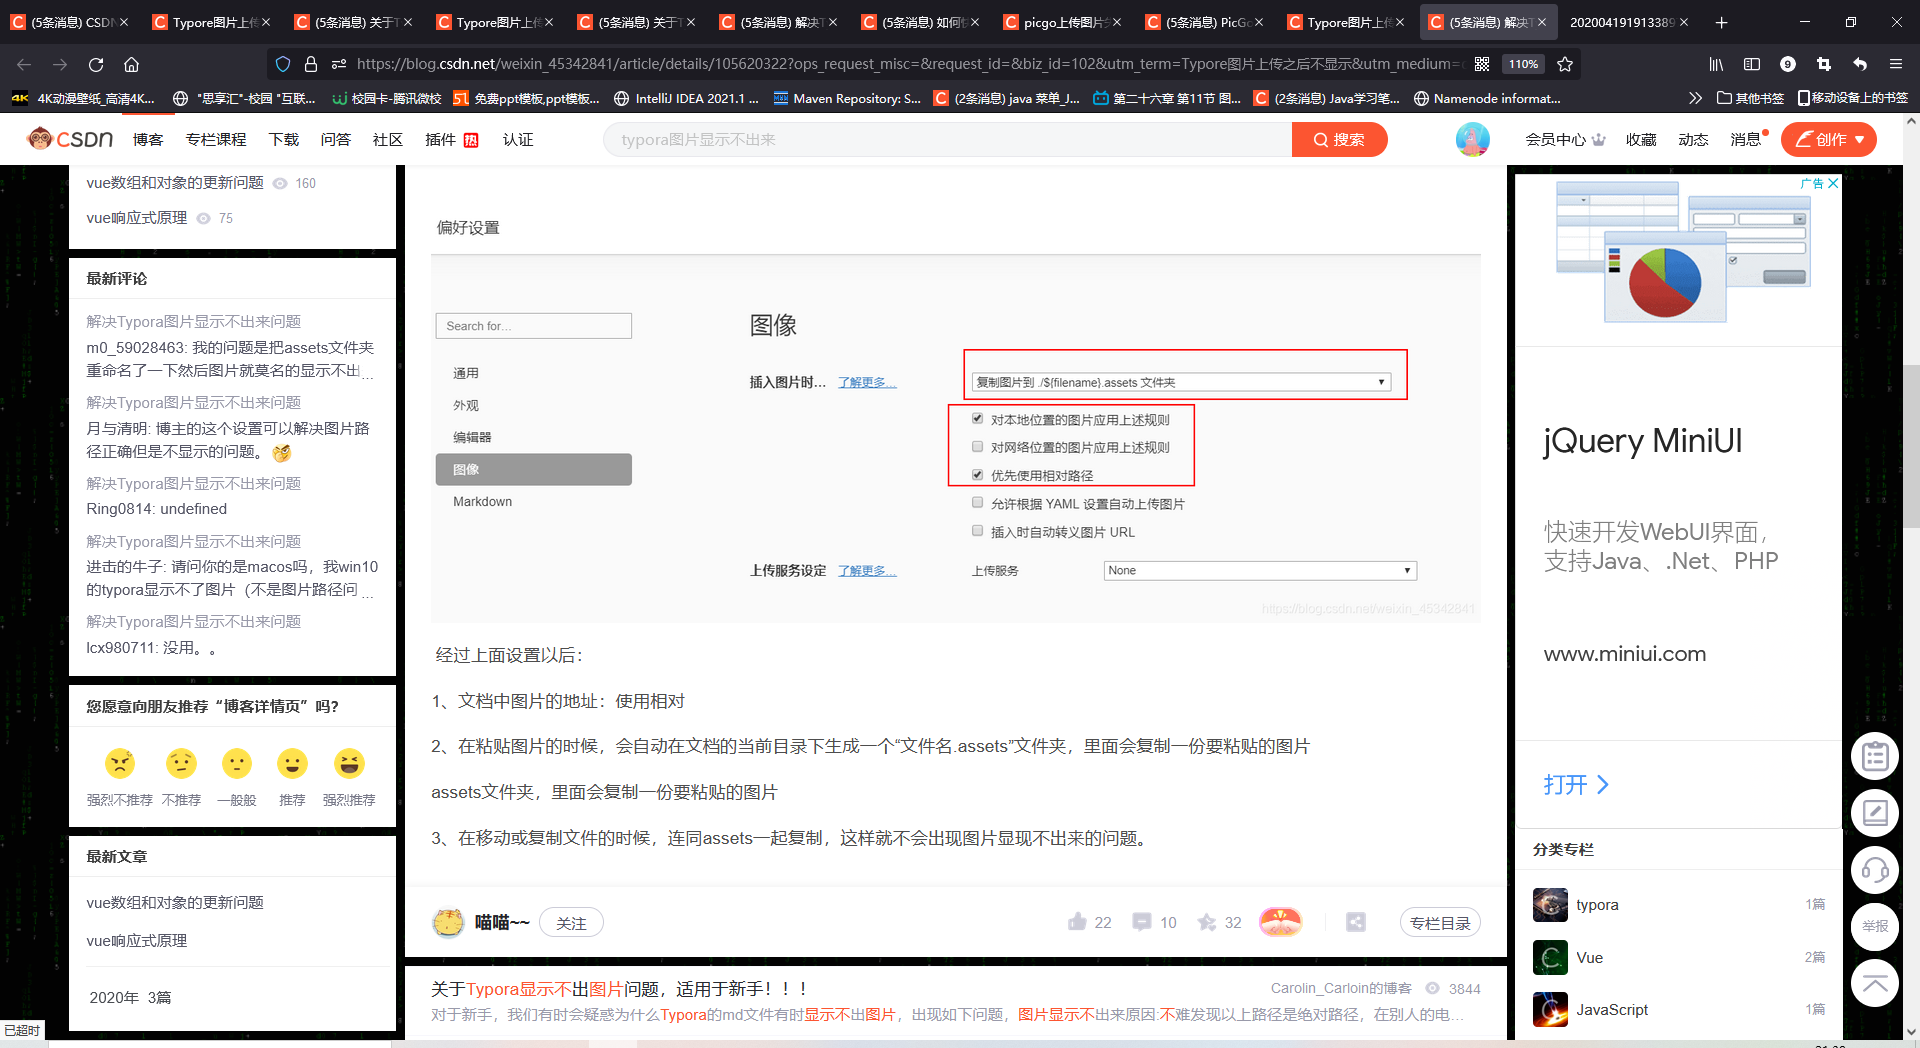 (5条消息) CSDN
Typore图片上传
(5条消息) 关于T
Typore图片上传
(5条消息) 关于T
(5条消息) 解决T
(5条消息) 如何
picgo上传图片
(5条消息) PicGo
Typore图片上传
(5条消息) 解决T
2020041919133895
https://blog.csdn.net/weixin_45342841/article/details/105620322?ops_request_misc=&request_id=&biz_id=102&utm_term=Typore图片上传之后不显示&utm_medium=
110%
9
4K 4K动漫壁纸_高清4K...
"思享汇"-校园 "互联...
校园卡-腾讯微校
免费ppt模板,ppt模板...
IntelliJ IDEA 2021.1 ...
Maven Repository: S...
(2条消息) java 菜单_J...
第二十六章 第11节 图...
(2条消息) Java学习笔...
Namenode informat...
其他书签
移动设备上的书签
CSDN 博客 专栏课程 下载 问答 社区 插件 热 认证
typora图片显示不出来
搜索
会员中心 收藏 动态 消息 创作
vue数组和对象的更新问题 160
vue响应式原理 75
最新评论
解决Typora图片显示不出来问题
m0_59028463: 我的问题是把assets文件夹
重命名了一下然后图片就莫名的显示不出...
解决Typora图片显示不出来问题
月与清明: 博主的这个设置可以解决图片路
径正确但是不显示的问题。
解决Typora图片显示不出来问题
Ring0814: undefined
解决Typora图片显示不出来问题
进击的牛子: 请问你的是macos吗，我win10
的typora显示不了图片（不是图片路径问 ...
解决Typora图片显示不出来问题
lcx980711: 没用。。
您愿意向朋友推荐“博客详情页”吗？
强烈不推荐 不推荐 一般般 推荐 强烈推荐
最新文章
vue数组和对象的更新问题
vue响应式原理
2020年 3篇
已超时
偏好设置
Search for...
通用
外观
编辑器
图像
Markdown
图像
插入图片时... 了解更多...
复制图片到 ./${filename}.assets 文件夹
对本地位置的图片应用上述规则
对网络位置的图片应用上述规则
优先使用相对路径
允许根据 YAML 设置自动上传图片
插入时自动转义图片 URL
上传服务设定 了解更多... 上传服务 None
https://blog.csdn.net/weixin_45342841
经过上面设置以后：
1、文档中图片的地址：使用相对
2、在粘贴图片的时候，会自动在文档的当前目录下生成一个“文件名.assets”文件夹，里面会复制一份要粘贴的图片
assets文件夹，里面会复制一份要粘贴的图片
3、在移动或复制文件的时候，连同assets一起复制，这样就不会出现图片显现不出来的问题。
喵喵~~ 关注
22 10 32
专栏目录
关于Typora显示不出图片问题，适用于新手！！！
Carolin_Carloin的博客 3844
对于新手，我们有时会疑惑为什么Typora的md文件有时显示不出图片，出现如下问题，图片显示不出来原因:不难发现以上路径是绝对路径，在别人的电...
广告
jQuery MiniUI
快速开发WebUI界面，
支持Java、.Net、PHP
www.miniui.com
打开
分类专栏
typora 1篇
Vue 2篇
JavaScript 1篇
举报